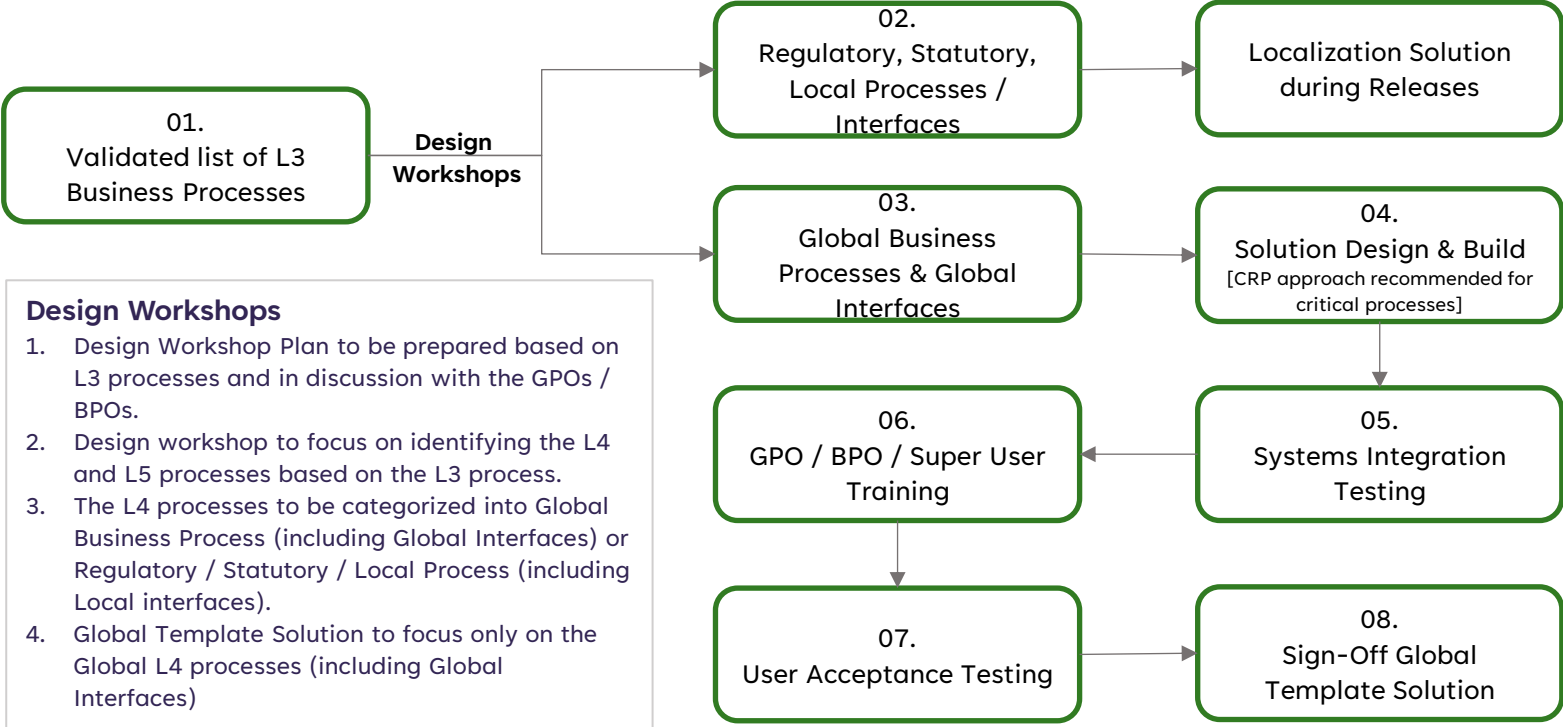 01.
Validated list of L3
Business Processes
Design
Workshops
02.
Regulatory, Statutory,
Local Processes /
Interfaces
Localization Solution
during Releases
03.
Global Business
Processes & Global
Interfaces
04.
Solution Design & Build
[CRP approach recommended for
critical processes]
05.
Systems Integration
Testing
06.
GPO / BPO / Super User
Training
07.
User Acceptance Testing
08.
Sign-Off Global
Template Solution
Design Workshops
1. Design Workshop Plan to be prepared based on
L3 processes and in discussion with the GPOs /
BPOs.
2. Design workshop to focus on identifying the L4
and L5 processes based on the L3 process.
3. The L4 processes to be categorized into Global
Business Process (including Global Interfaces) or
Regulatory / Statutory / Local Process (including
Local interfaces).
4. Global Template Solution to focus only on the
Global L4 processes (including Global
Interfaces)